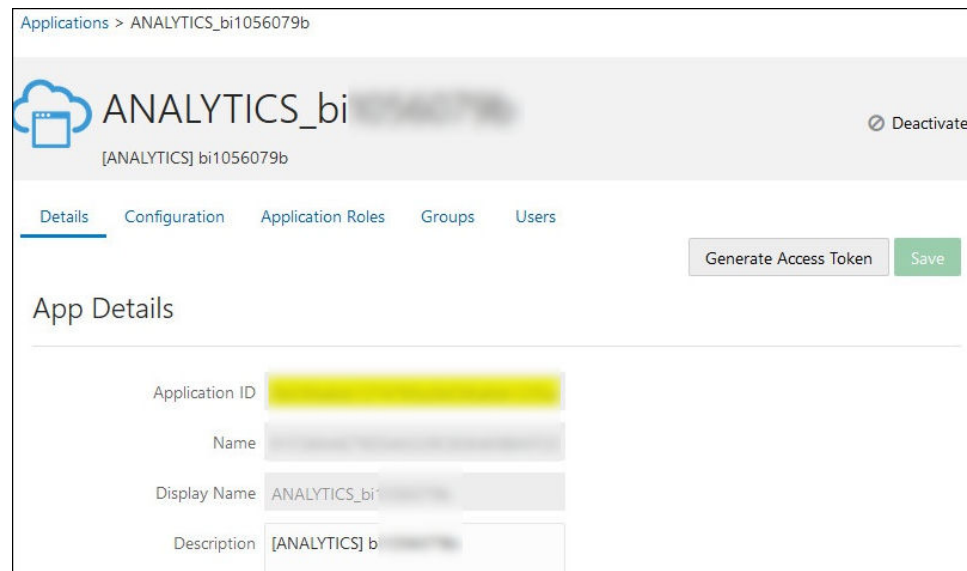 Applications > ANALYTICS_bi1056079b
ANALYTICS_bi
Deactivate
[ANALYTICS] bi1056079b
Details Configuration Application Roles Groups Users
Generate Access Token Save
App Details
Application ID
Name
Display Name ANALYTICS_bi
Description [ANALYTICS] b